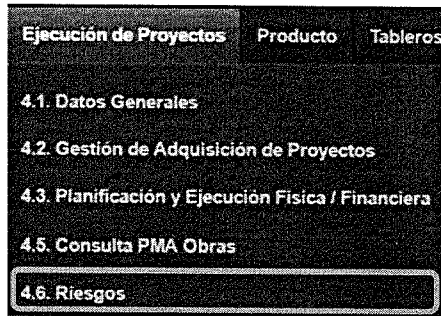 Ejecución de Proyectos Producto Tableros
4.1. Datos Generales
4.2. Gestión de Adquisición de Proyectos
4.3. Planificación y Ejecución Fisica / Financiera
4.5. Consulta PMA Obras
4.6. Riesgos